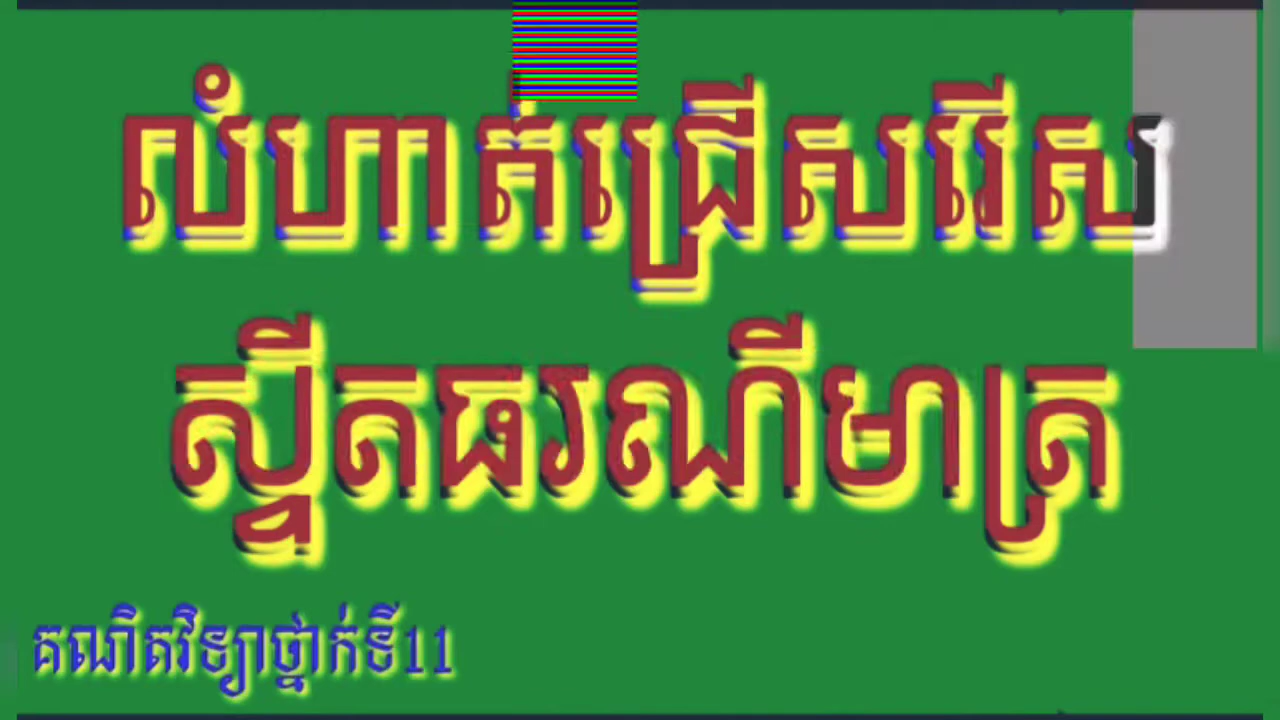 លំហាត់ជ្រើសរើស
ស្វ៊ីតធរណីមាត្រ
គណិតវិទ្យាថ្នាក់ទី11